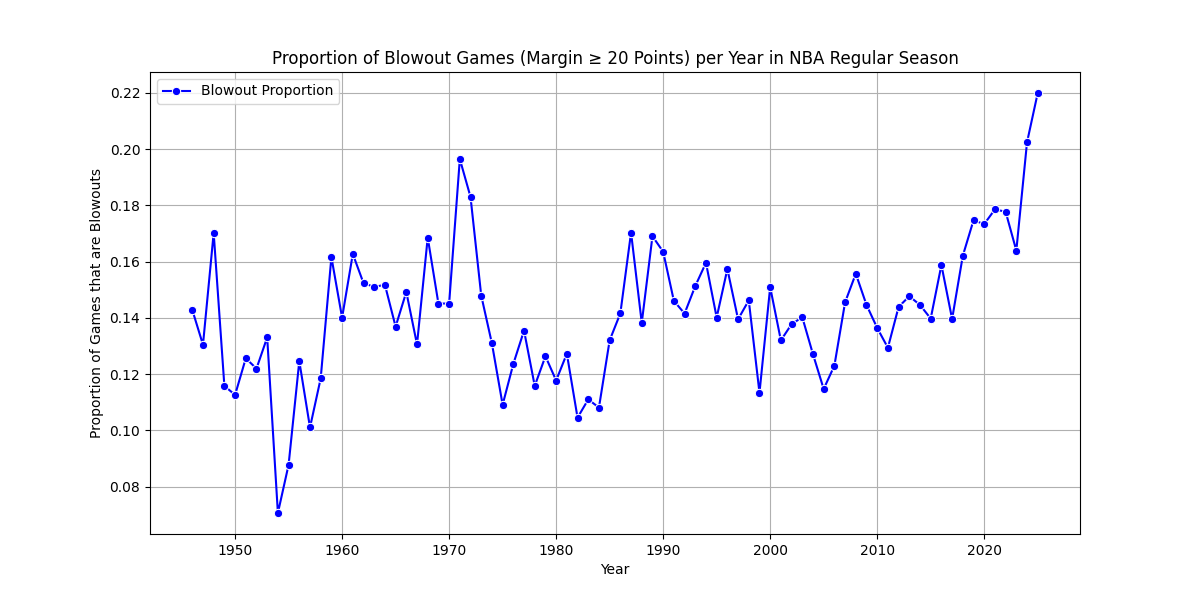 Proportion of Blowout Games (Margin ≥ 20 Points) per Year in NBA Regular Season
Blowout Proportion
Proportion of Games that are Blowouts
0.22
0.20
0.18
0.16
0.14
0.12
0.10
0.08
1950 1960 1970 1980 1990 2000 2010 2020
Year